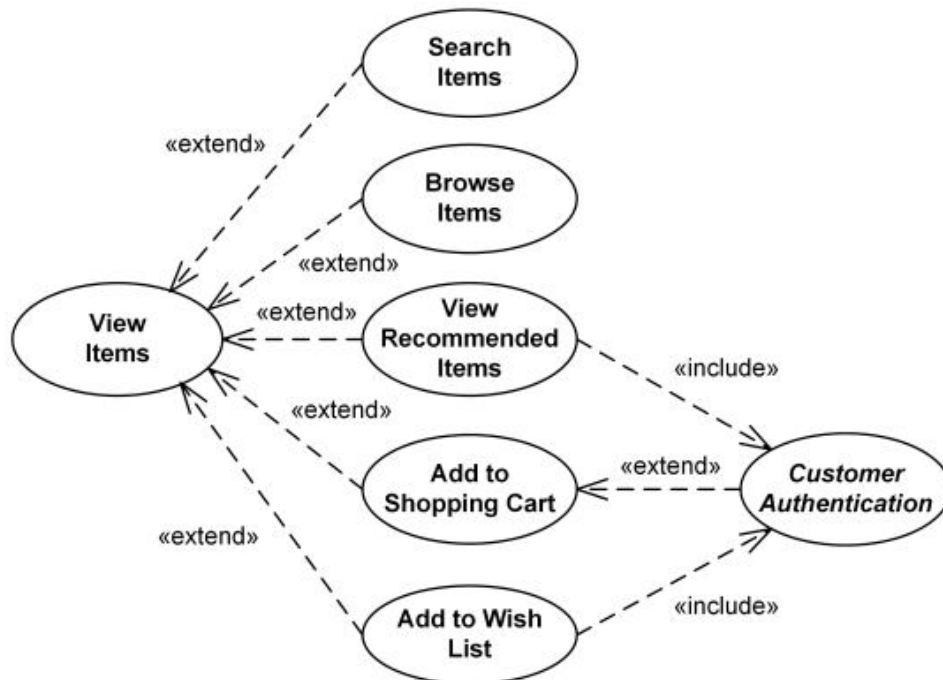 Search
Items
«extend»
Browse
Items
«extend»
View
Items
«extend»
View
Recommended
Items
«include»
«extend»
Add to
Shopping Cart
«extend»
Customer
Authentication
«extend»
Add to Wish
List
«include»